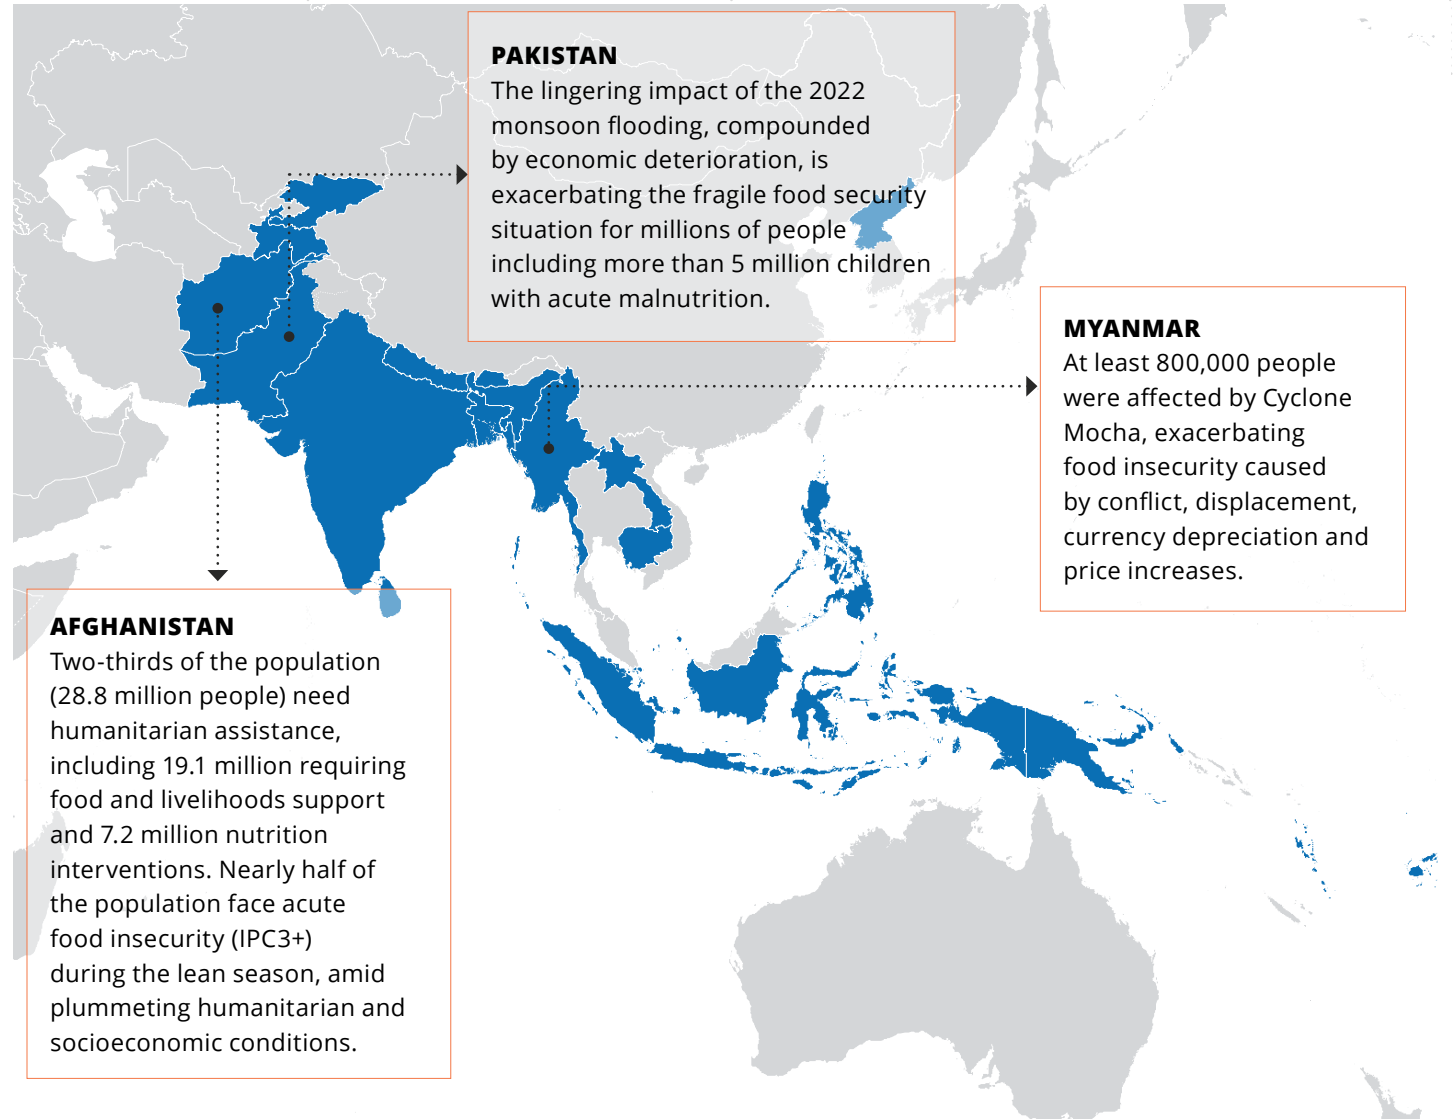 PAKISTAN
The lingering impact of the 2022
monsoon flooding, compounded
by economic deterioration, is
exacerbating the fragile food security
situation for millions of people
including more than 5 million children
with acute malnutrition.
MYANMAR
At least 800,000 people
were affected by Cyclone
Mocha, exacerbating
food insecurity caused
by conflict, displacement,
currency depreciation and
price increases.
AFGHANISTAN
Two-thirds of the population
(28.8 million people) need
humanitarian assistance,
including 19.1 million requiring
food and livelihoods support
and 7.2 million nutrition
interventions. Nearly half of
the population face acute
food insecurity (IPC3+)
during the lean season, amid
plummeting humanitarian and
socioeconomic conditions.